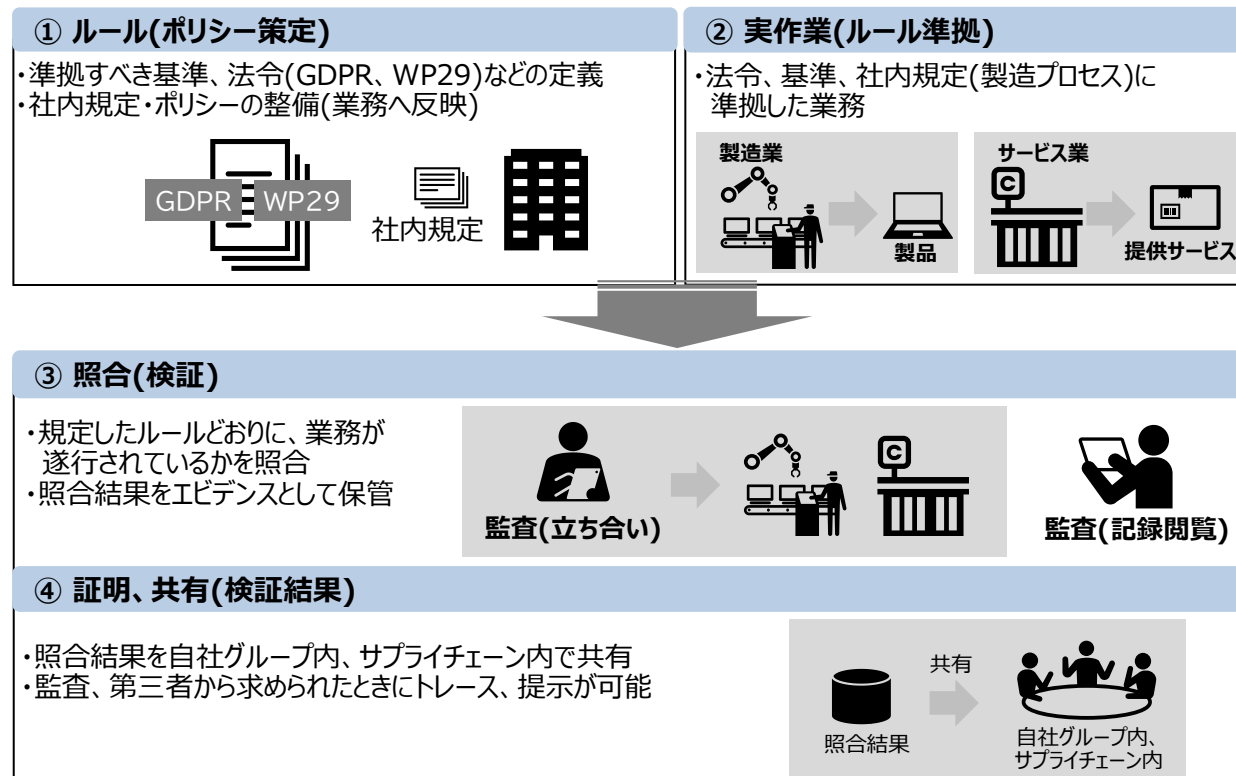 ① ルール(ポリシー策定)
・準拠すべき基準、法令(GDPR、WP29)などの定義
・社内規定・ポリシーの整備(業務へ反映)
GDPR
WP29
社内規定
② 実作業(ルール準拠)
・法令、基準、社内規定(製造プロセス)に
準拠した業務
製造業
製品
サービス業
C
提供サービス
③ 照合(検証)
・規定したルールどおりに、業務が
遂行されているかを照合
・照合結果をエビデンスとして保管
監査(立ち合い)
C
監査(記録閲覧)
④ 証明、共有(検証結果)
・照合結果を自社グループ内、サプライチェーン内で共有
・監査、第三者から求められたときにトレース、提示が可能
共有
照合結果
自社グループ内、
サプライチェーン内